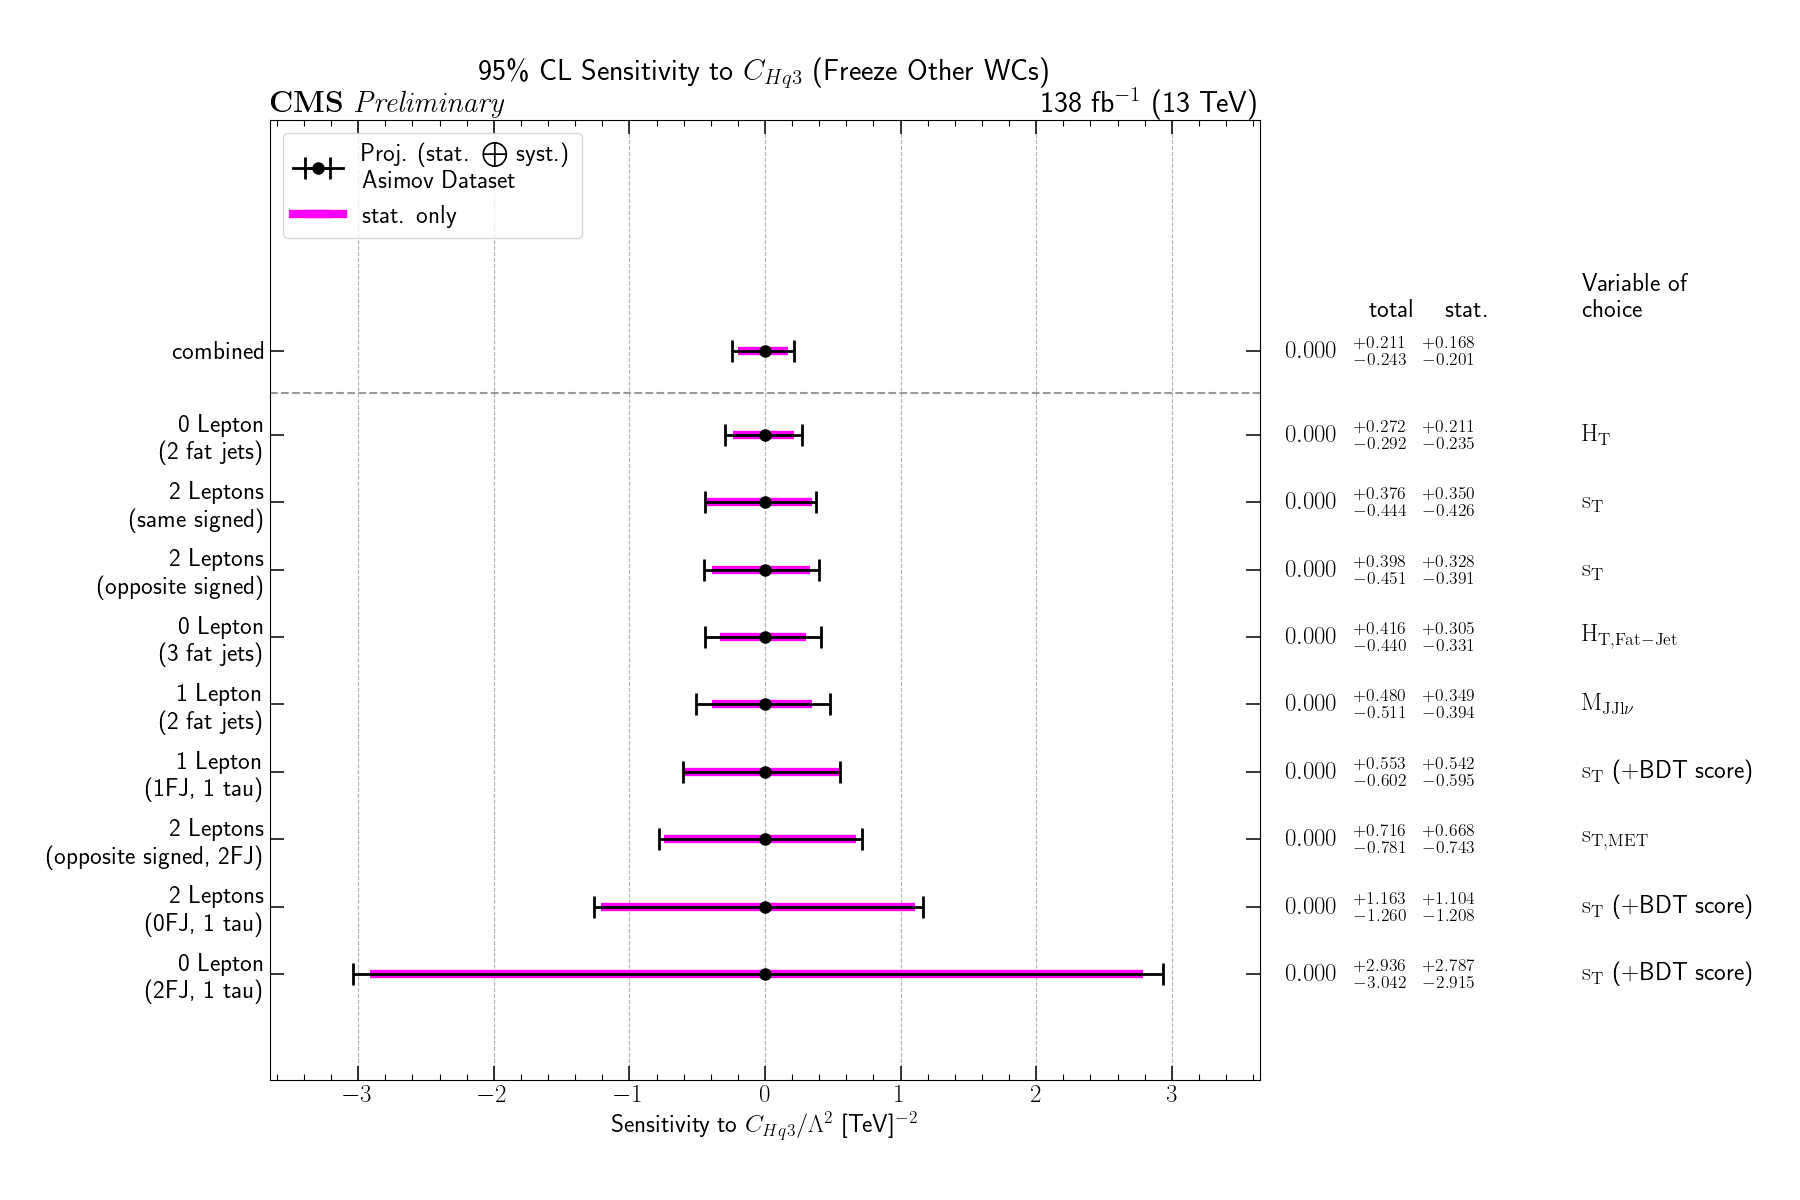 95% CL Sensitivity to C_{Hq3} (Freeze Other WCs)
CMS Preliminary 138 fb^{-1} (13 TeV)
Proj. (stat. ⨁ syst.)
Asimov Dataset
stat. only
Variable of
total stat. choice
combined 0.000 +0.211 −0.243 +0.168 −0.201
0 Lepton
(2 fat jets) 0.000 +0.272 −0.292 +0.211 −0.235 H_T
2 Leptons
(same signed) 0.000 +0.376 −0.444 +0.350 −0.426 s_T
2 Leptons
(opposite signed) 0.000 +0.398 −0.451 +0.328 −0.391 s_T
0 Lepton
(3 fat jets) 0.000 +0.416 −0.440 +0.305 −0.331 H_{T,Fat−Jet}
1 Lepton
(2 fat jets) 0.000 +0.480 −0.511 +0.349 −0.394 M_{JJlν}
1 Lepton
(1FJ, 1 tau) 0.000 +0.553 −0.602 +0.542 −0.595 s_T (+BDT score)
2 Leptons
(opposite signed, 2FJ) 0.000 +0.716 −0.781 +0.668 −0.743 s_{T,MET}
2 Leptons
(0FJ, 1 tau) 0.000 +1.163 −1.260 +1.104 −1.208 s_T (+BDT score)
0 Lepton
(2FJ, 1 tau) 0.000 +2.936 −3.042 +2.787 −2.915 s_T (+BDT score)
−3 −2 −1 0 1 2 3
Sensitivity to C_{Hq3}/Λ² [TeV]^{−2}